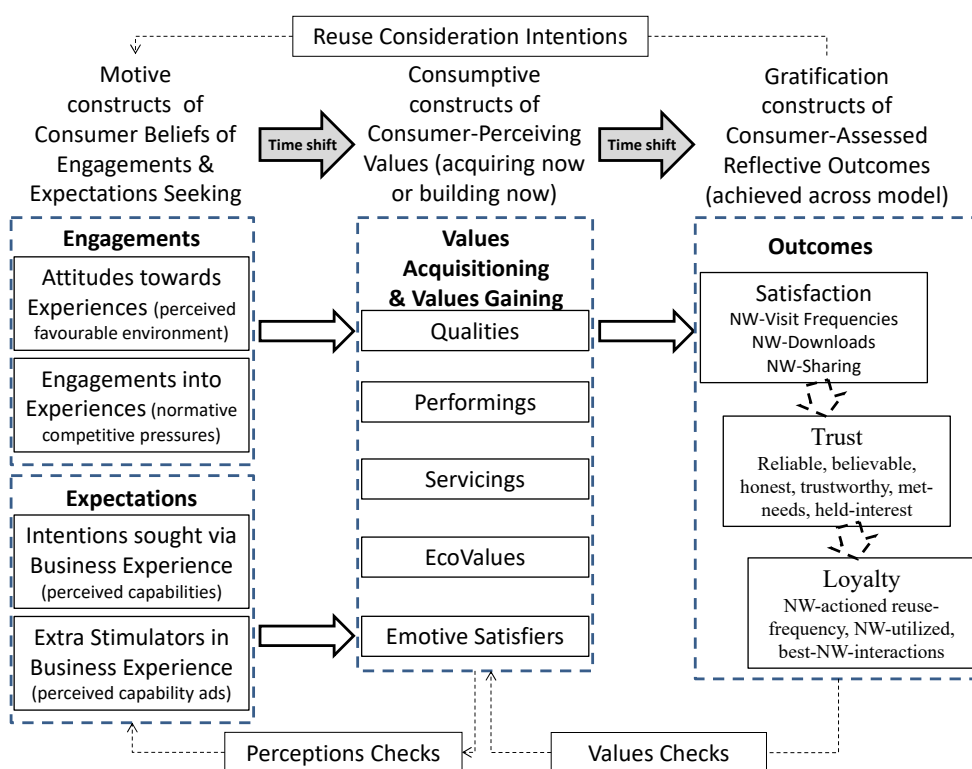 Reuse Consideration Intentions
Motive
constructs of
Consumer Beliefs of
Engagements &
Expectations Seeking
Time shift
Consumptive
constructs of
Consumer-Perceiving
Values (acquiring now
or building now)
Time shift
Gratification
constructs of
Consumer-Assessed
Reflective Outcomes
(achieved across model)
Engagements
Attitudes towards
Experiences (perceived
favourable environment)
Engagements into
Experiences (normative
competitive pressures)
Expectations
Intentions sought via
Business Experience
(perceived capabilities)
Extra Stimulators in
Business Experience
(perceived capability ads)
Values
Acquisitioning
& Values Gaining
Qualities
Performings
Servicings
EcoValues
Emotive Satisfiers
Outcomes
Satisfaction
NW-Visit Frequencies
NW-Downloads
NW-Sharing
Trust
Reliable, believable,
honest, trustworthy, met-
needs, held-interest
Loyalty
NW-actioned reuse-
frequency, NW-utilized,
best-NW-interactions
Perceptions Checks
Values Checks